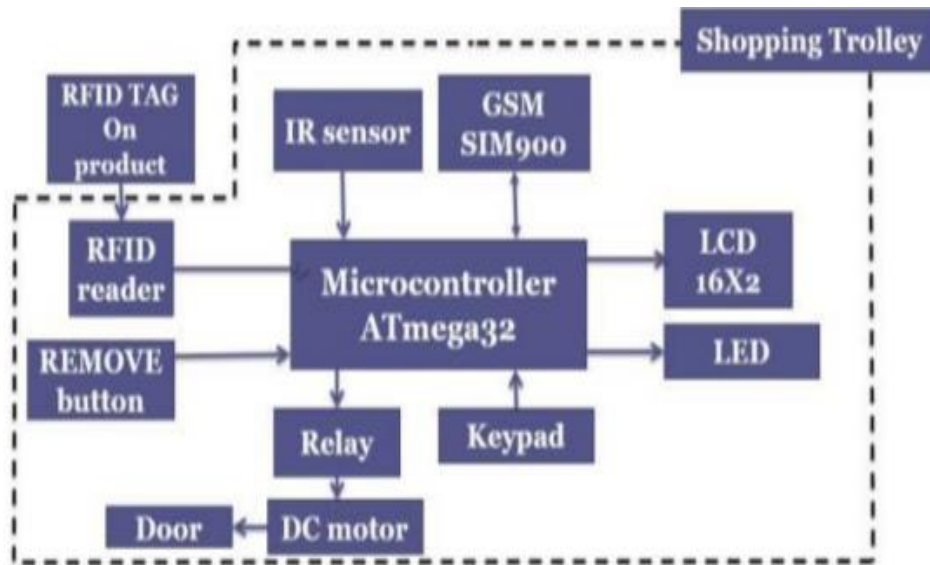 Shopping Trolley
RFID TAG
On
product
IR sensor
GSM
SIM900
RFID
reader
Microcontroller
ATmega32
LCD
16X2
REMOVE
button
LED
Relay
Keypad
Door
DC motor